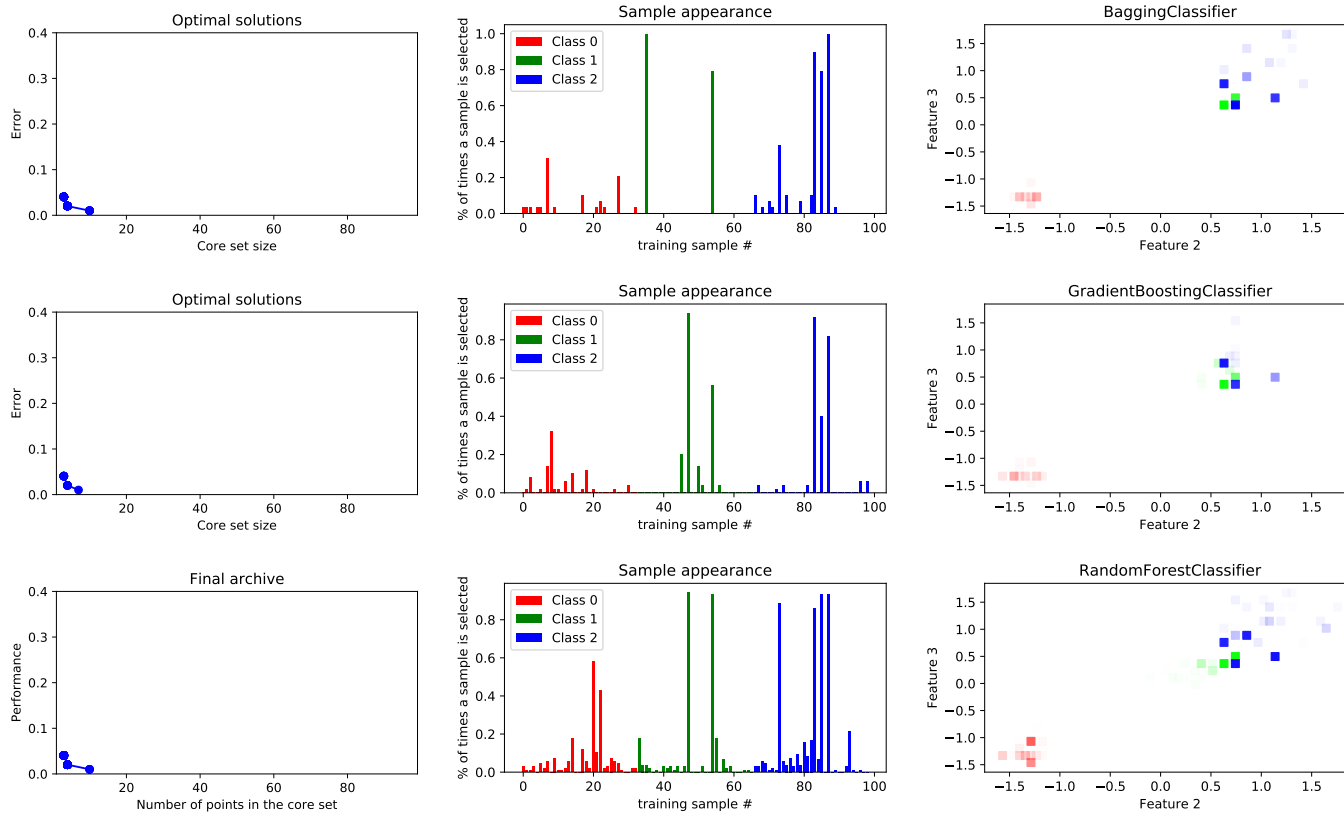 Optimal solutions
0.4
0.3
0.2
0.1
0.0
Error
20 40 60 80
Core set size
Sample appearance
1.0
0.8
0.6
0.4
0.2
0.0
% of times a sample is selected
Class 0
Class 1
Class 2
0 20 40 60 80 100
training sample #
BaggingClassifier
1.5
1.0
0.5
0.0
−0.5
−1.0
−1.5
Feature 3
−1.5 −1.0 −0.5 0.0 0.5 1.0 1.5
Feature 2
Optimal solutions
0.4
0.3
0.2
0.1
0.0
Error
20 40 60 80
Core set size
Sample appearance
0.8
0.6
0.4
0.2
0.0
% of times a sample is selected
Class 0
Class 1
Class 2
0 20 40 60 80 100
training sample #
GradientBoostingClassifier
1.5
1.0
0.5
0.0
−0.5
−1.0
−1.5
Feature 3
−1.5 −1.0 −0.5 0.0 0.5 1.0 1.5
Feature 2
Final archive
0.4
0.3
0.2
0.1
0.0
Performance
20 40 60 80
Number of points in the core set
Sample appearance
0.8
0.6
0.4
0.2
0.0
% of times a sample is selected
Class 0
Class 1
Class 2
0 20 40 60 80 100
training sample #
RandomForestClassifier
1.5
1.0
0.5
0.0
−0.5
−1.0
−1.5
Feature 3
−1.5 −1.0 −0.5 0.0 0.5 1.0 1.5
Feature 2